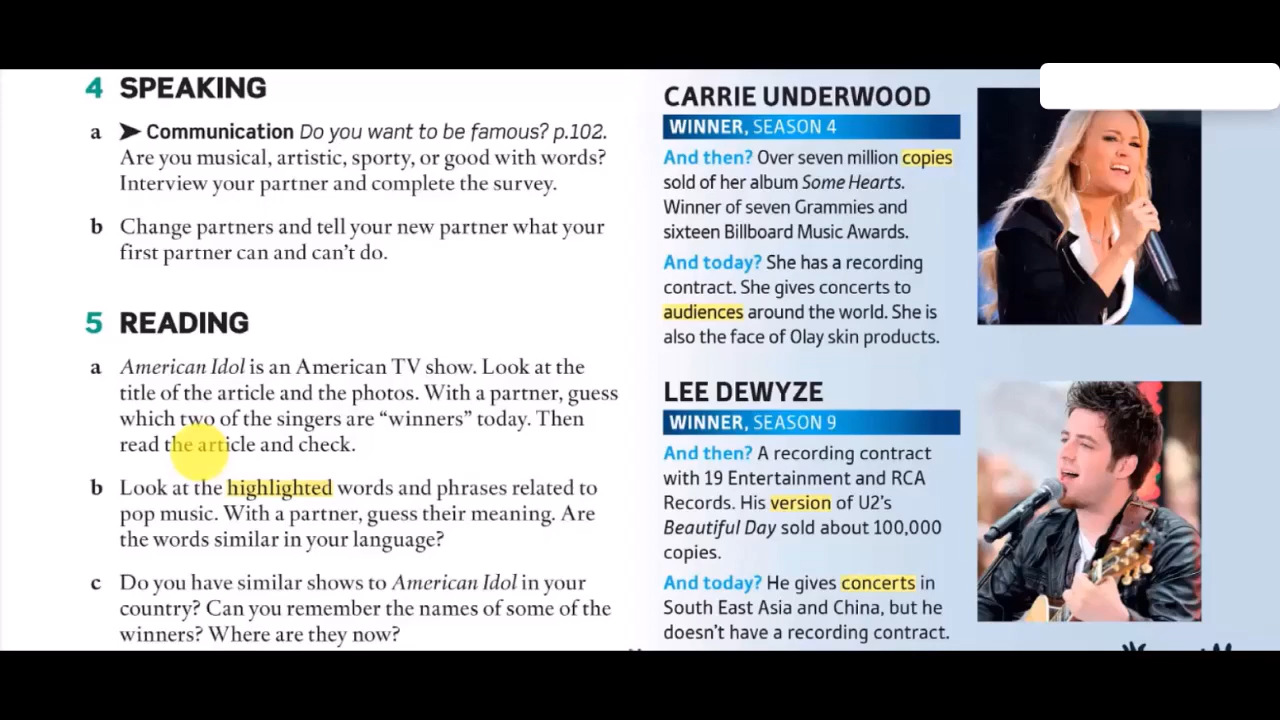 4 SPEAKING
a ➤ Communication Do you want to be famous? p.102.
Are you musical, artistic, sporty, or good with words?
Interview your partner and complete the survey.
b Change partners and tell your new partner what your
first partner can and can't do.
5 READING
a American Idol is an American TV show. Look at the
title of the article and the photos. With a partner, guess
which two of the singers are “winners” today. Then
read the article and check.
b Look at the highlighted words and phrases related to
pop music. With a partner, guess their meaning. Are
the words similar in your language?
c Do you have similar shows to American Idol in your
country? Can you remember the names of some of the
winners? Where are they now?
CARRIE UNDERWOOD
WINNER, SEASON 4
And then? Over seven million copies
sold of her album Some Hearts.
Winner of seven Grammies and
sixteen Billboard Music Awards.
And today? She has a recording
contract. She gives concerts to
audiences around the world. She is
also the face of Olay skin products.
LEE DEWYZE
WINNER, SEASON 9
And then? A recording contract
with 19 Entertainment and RCA
Records. His version of U2's
Beautiful Day sold about 100,000
copies.
And today? He gives concerts in
South East Asia and China, but he
doesn't have a recording contract.